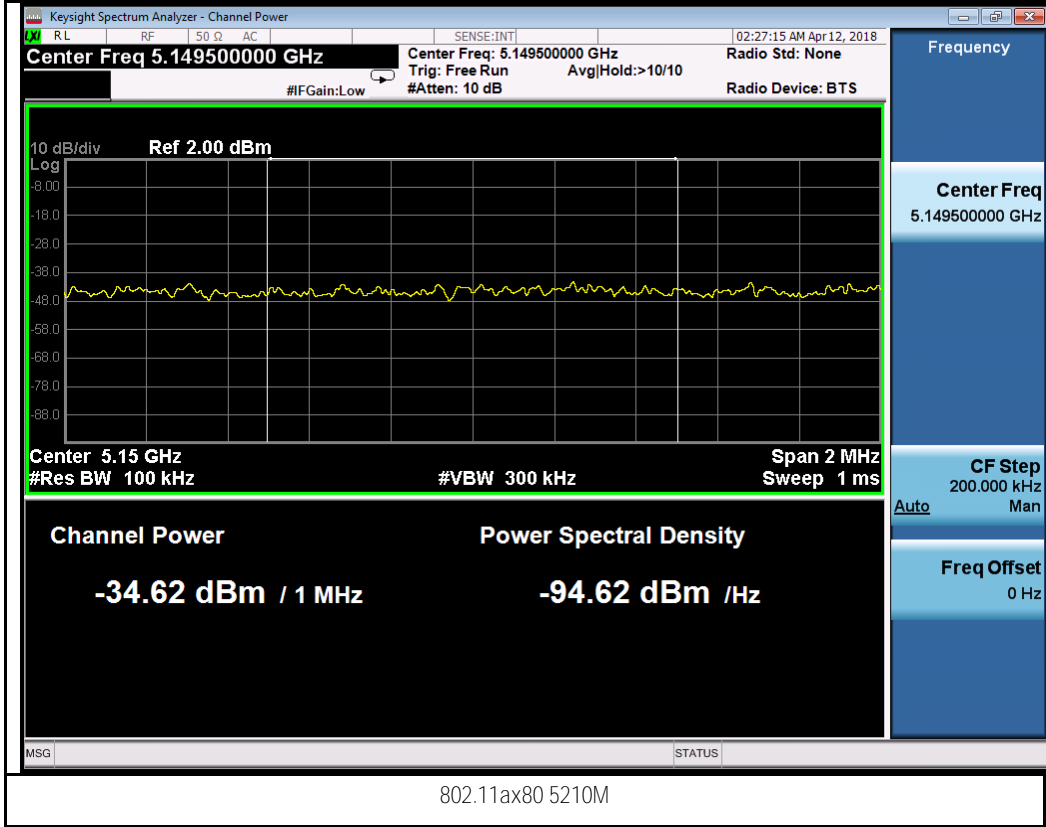 Keysight Spectrum Analyzer - Channel Power
LXI RL RF 50 Ω AC SENSE:INT 02:27:15 AM Apr 12, 2018
Center Freq 5.149500000 GHz
#IFGain:Low
Center Freq: 5.149500000 GHz
Trig: Free Run Avg|Hold:>10/10
#Atten: 10 dB
Radio Std: None
Radio Device: BTS
10 dB/div Ref 2.00 dBm
Log
-8.00
-18.0
-28.0
-38.0
-48.0
-58.0
-68.0
-78.0
-88.0
Center 5.15 GHz Span 2 MHz
#Res BW 100 kHz #VBW 300 kHz Sweep 1 ms
Channel Power Power Spectral Density
-34.62 dBm / 1 MHz -94.62 dBm /Hz
Frequency
Center Freq
5.149500000 GHz
CF Step
200.000 kHz
Auto Man
Freq Offset
0 Hz
MSG STATUS
802.11ax80 5210M